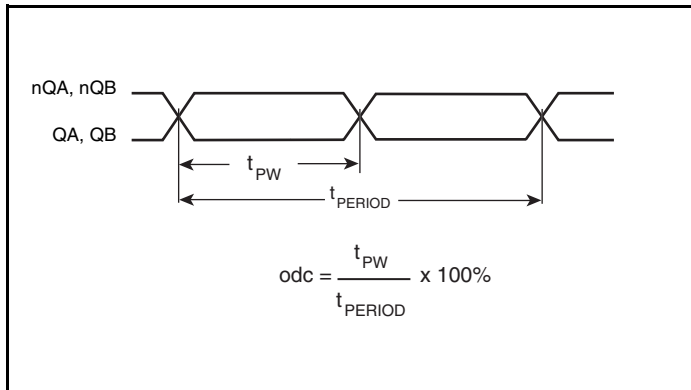 nQA, nQB
QA, QB
tPW
tPERIOD
odc = tPW / tPERIOD x 100%